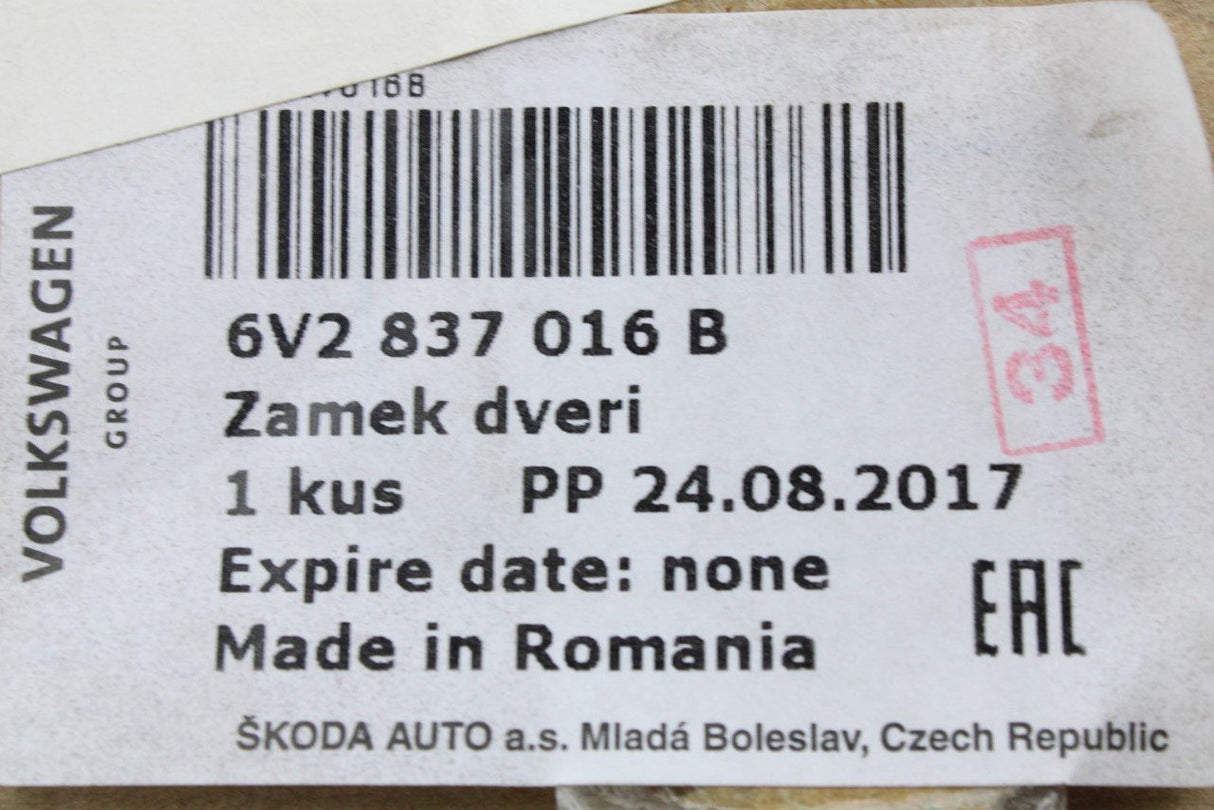 6V2 837 016 B
Zamek dveri
1 kus PP 24.08.2017
Expire date: none
Made in Romania
ŠKODA AUTO a.s. Mladá Boleslav, Czech Republic
VOLKSWAGEN
GROUP
34
EAC